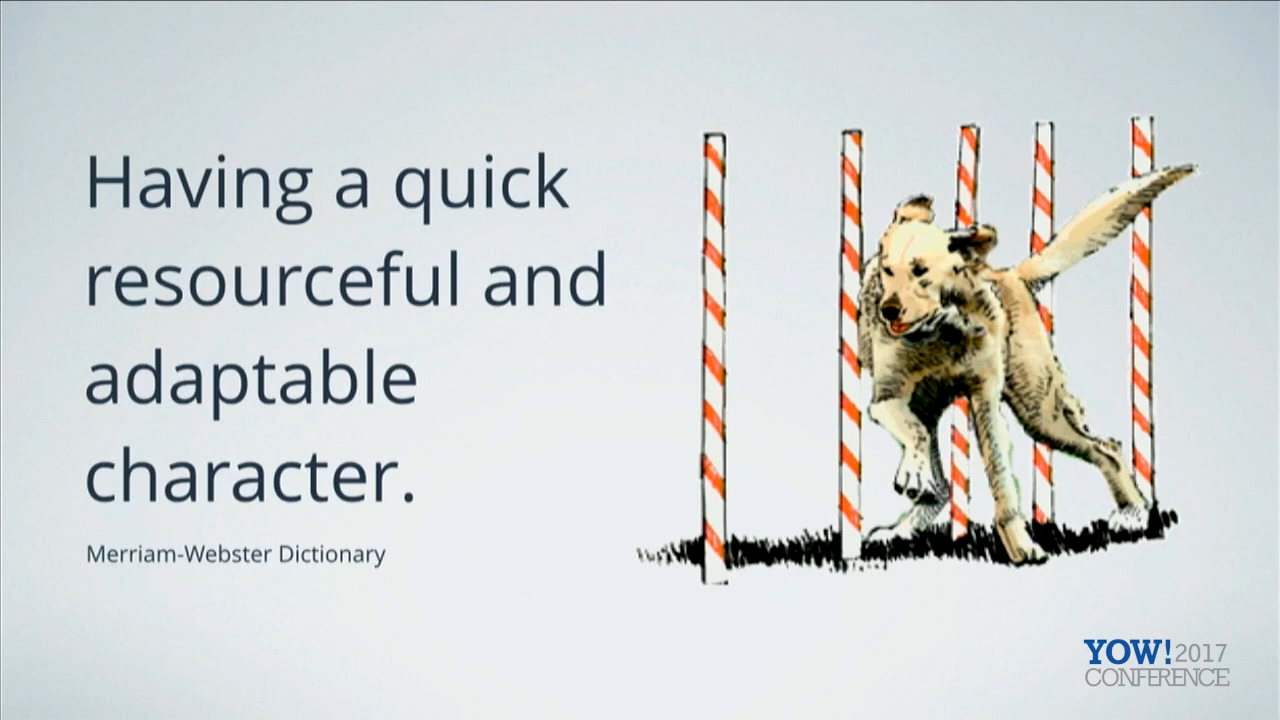 Having a quick
resourceful and
adaptable
character.
Merriam-Webster Dictionary
YOW! 2017
CONFERENCE